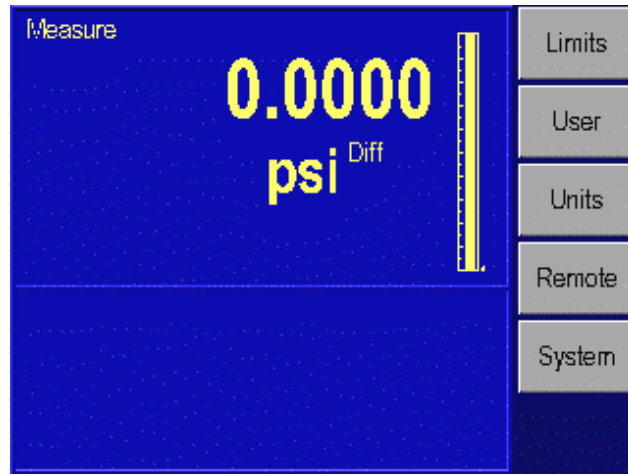 Measure
0.0000
psi Diff
Limits
User
Units
Remote
System